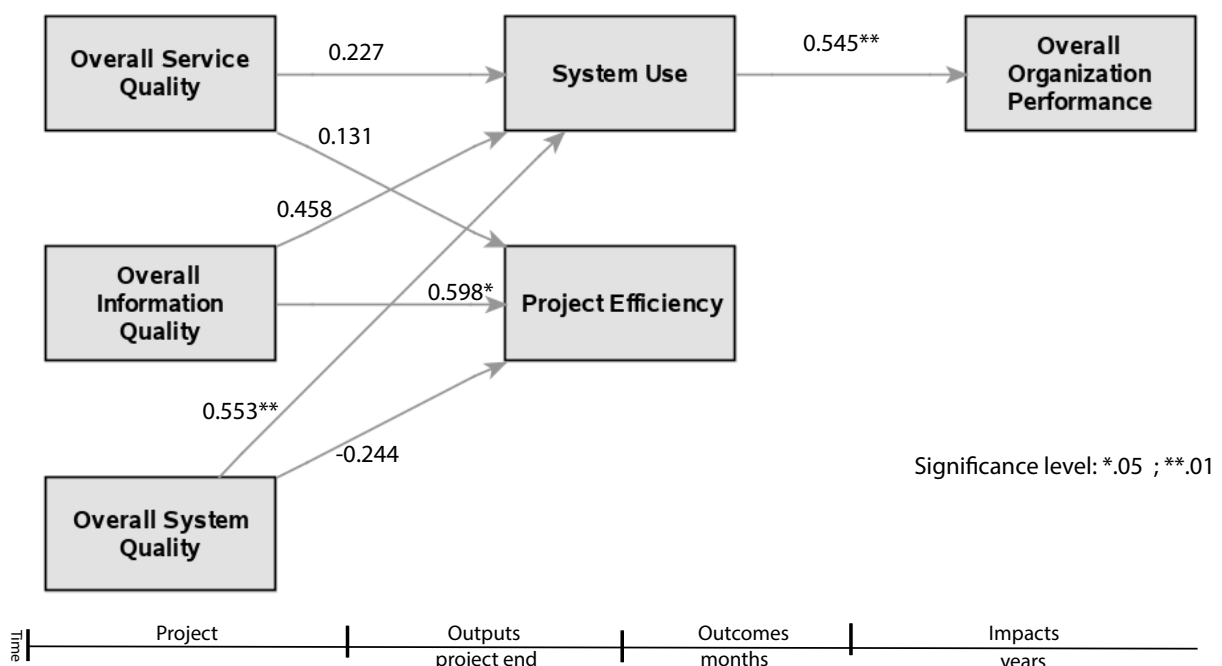 Overall Service
Quality
0.227
System Use
0.545**
Overall
Organization
Performance
0.131
0.458
Overall
Information
Quality
0.598*
Project Efficiency
0.553**
-0.244
Significance level: *.05 ; **.01
Overall System
Quality
Time
Project
Outputs
project end
Outcomes
months
Impacts
years